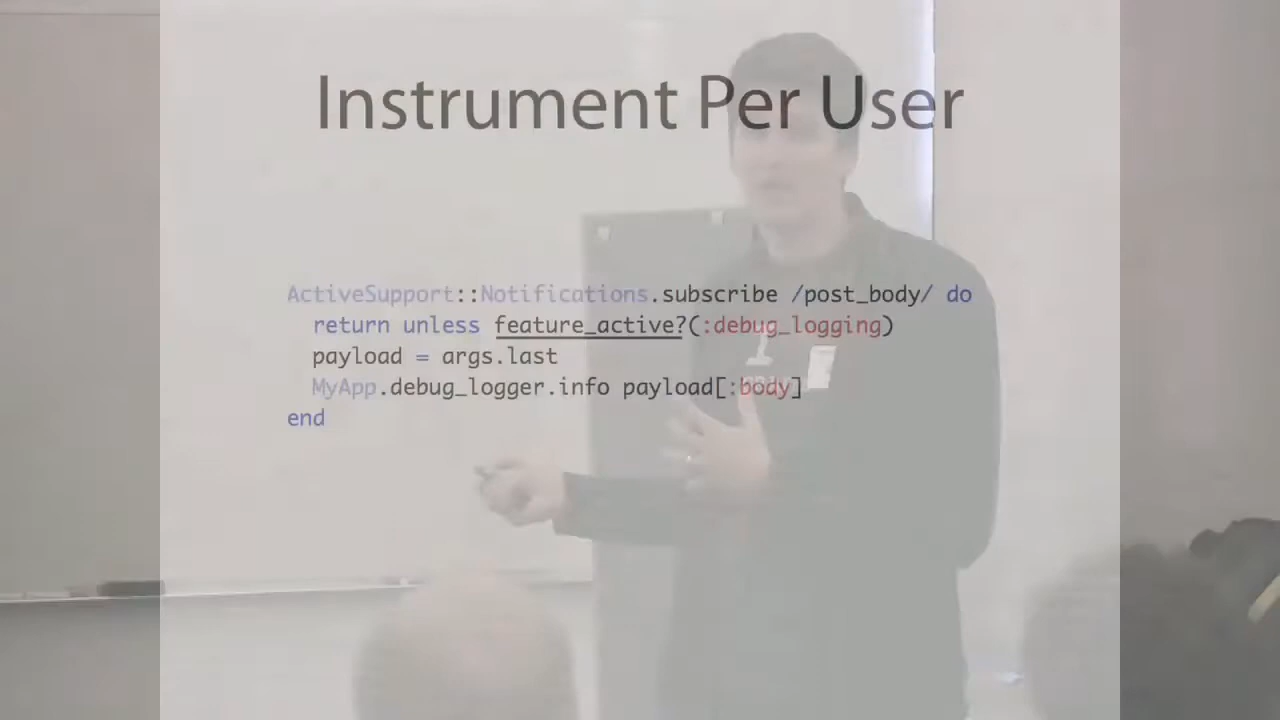 Instrument Per User
ActiveSupport::Notifications.subscribe /post_body/ do
return unless feature_active?(:debug_logging)
payload = args.last
MyApp.debug_logger.info payload[:body]
end